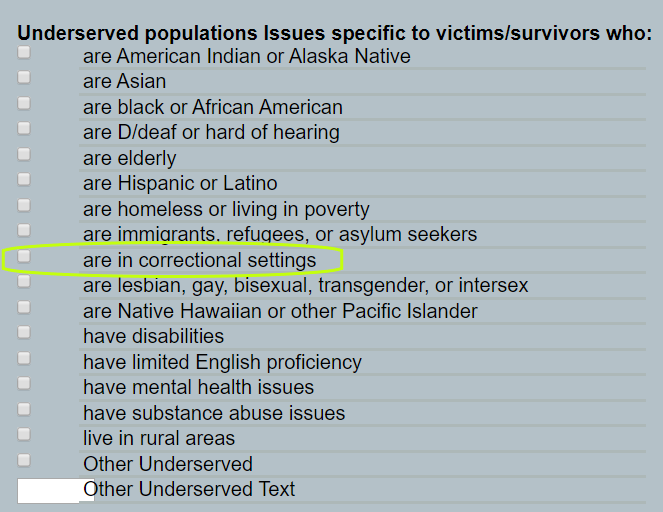 Underserved populations Issues specific to victims/survivors who:
are American Indian or Alaska Native
are Asian
are black or African American
are D/deaf or hard of hearing
are elderly
are Hispanic or Latino
are homeless or living in poverty
are immigrants, refugees, or asylum seekers
are in correctional settings
are lesbian, gay, bisexual, transgender, or intersex
are Native Hawaiian or other Pacific Islander
have disabilities
have limited English proficiency
have mental health issues
have substance abuse issues
live in rural areas
Other Underserved
Other Underserved Text